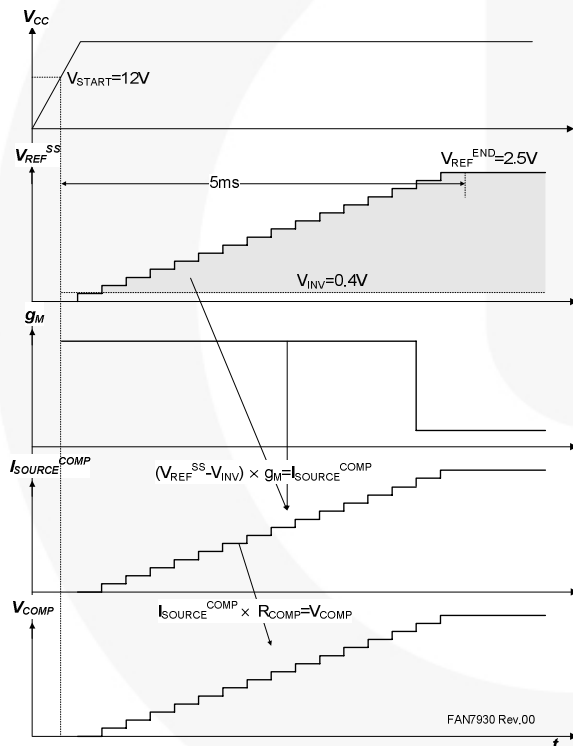 V_CC
V_START=12V
V_REF^SS
V_REF^END=2.5V
5ms
V_INV=0.4V
g_M
I_SOURCE^COMP
(V_REF^SS-V_INV) × g_M=I_SOURCE^COMP
V_COMP
I_SOURCE^COMP × R_COMP=V_COMP
FAN7930 Rev.00
t